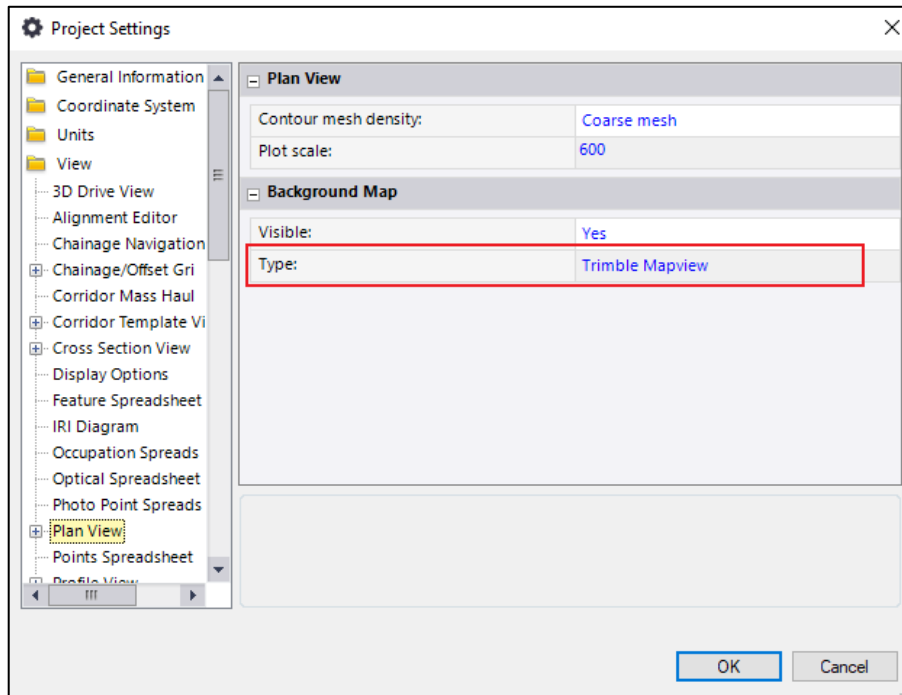 Project Settings
General Information
Coordinate System
Units
View
3D Drive View
Alignment Editor
Chainage Navigation
Chainage/Offset Gri
Corridor Mass Haul
Corridor Template Vi
Cross Section View
Display Options
Feature Spreadsheet
IRI Diagram
Occupation Spreads
Optical Spreadsheet
Photo Point Spreads
Plan View
Points Spreadsheet
Profile View
Plan View
Contour mesh density: Coarse mesh
Plot scale: 600
Background Map
Visible: Yes
Type: Trimble Mapview
OK Cancel